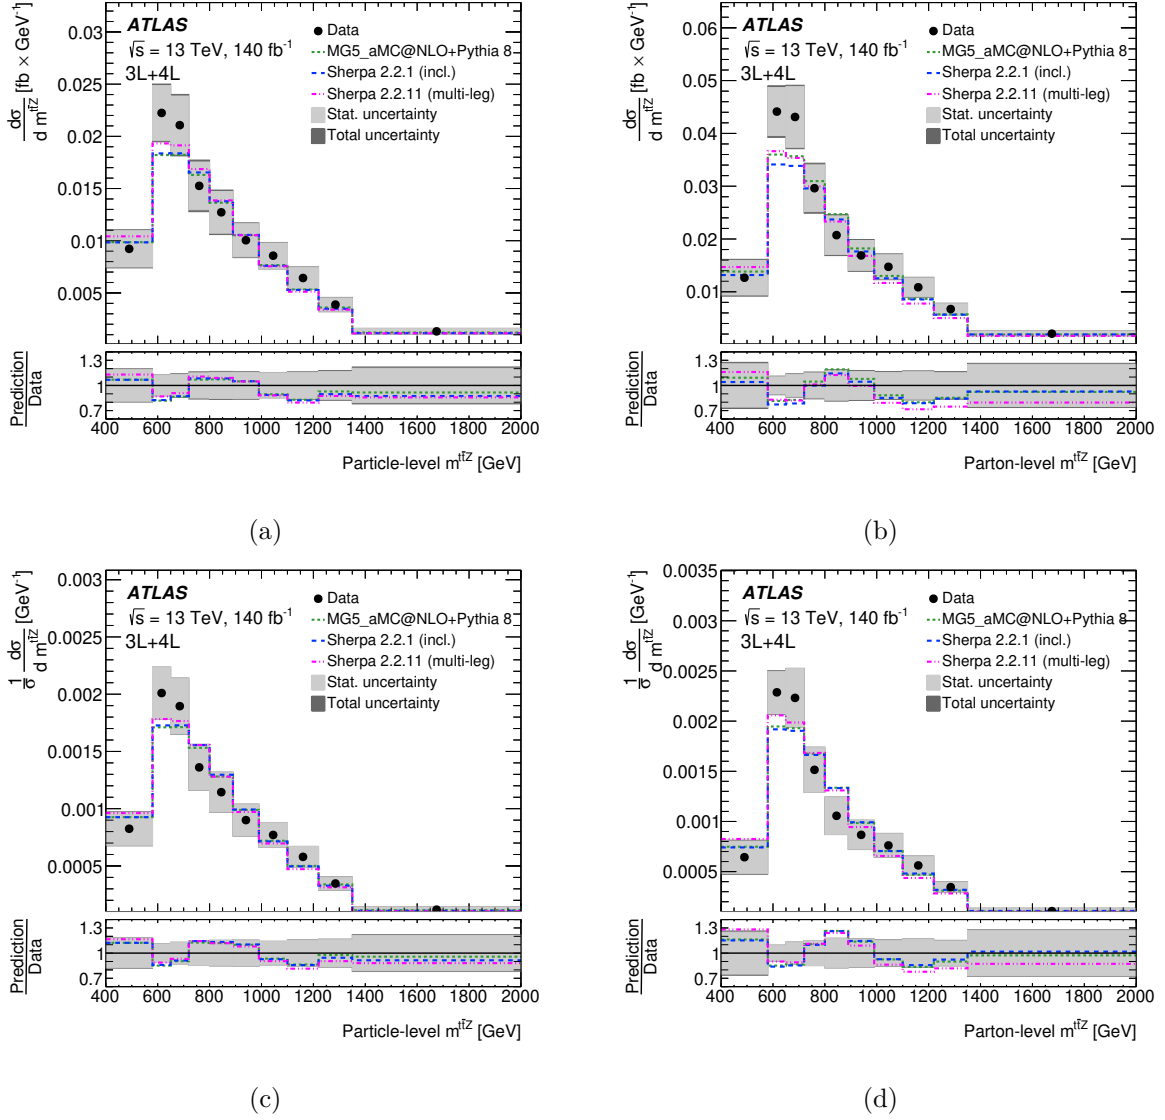 ATLAS
√s = 13 TeV, 140 fb⁻¹
3L+4L
Data
MG5_aMC@NLO+Pythia 8
Sherpa 2.2.1 (incl.)
Sherpa 2.2.11 (multi-leg)
Stat. uncertainty
Total uncertainty
dσ / d m^{tt̄Z} [fb × GeV⁻¹]
0.03
0.025
0.02
0.015
0.01
0.005
Prediction / Data
1.3
1
0.7
400 600 800 1000 1200 1400 1600 1800 2000
Particle-level m^{tt̄Z} [GeV]
(a)
ATLAS
√s = 13 TeV, 140 fb⁻¹
3L+4L
Data
MG5_aMC@NLO+Pythia 8
Sherpa 2.2.1 (incl.)
Sherpa 2.2.11 (multi-leg)
Stat. uncertainty
Total uncertainty
dσ / d m^{tt̄Z} [fb × GeV⁻¹]
0.06
0.05
0.04
0.03
0.02
0.01
Prediction / Data
1.3
1
0.7
400 600 800 1000 1200 1400 1600 1800 2000
Parton-level m^{tt̄Z} [GeV]
(b)
ATLAS
√s = 13 TeV, 140 fb⁻¹
3L+4L
Data
MG5_aMC@NLO+Pythia 8
Sherpa 2.2.1 (incl.)
Sherpa 2.2.11 (multi-leg)
Stat. uncertainty
Total uncertainty
1/σ dσ / d m^{tt̄Z} [GeV⁻¹]
0.003
0.0025
0.002
0.0015
0.001
0.0005
Prediction / Data
1.3
1
0.7
400 600 800 1000 1200 1400 1600 1800 2000
Particle-level m^{tt̄Z} [GeV]
(c)
ATLAS
√s = 13 TeV, 140 fb⁻¹
3L+4L
Data
MG5_aMC@NLO+Pythia 8
Sherpa 2.2.1 (incl.)
Sherpa 2.2.11 (multi-leg)
Stat. uncertainty
Total uncertainty
1/σ dσ / d m^{tt̄Z} [GeV⁻¹]
0.0035
0.003
0.0025
0.002
0.0015
0.001
0.0005
Prediction / Data
1.3
1
0.7
400 600 800 1000 1200 1400 1600 1800 2000
Parton-level m^{tt̄Z} [GeV]
(d)